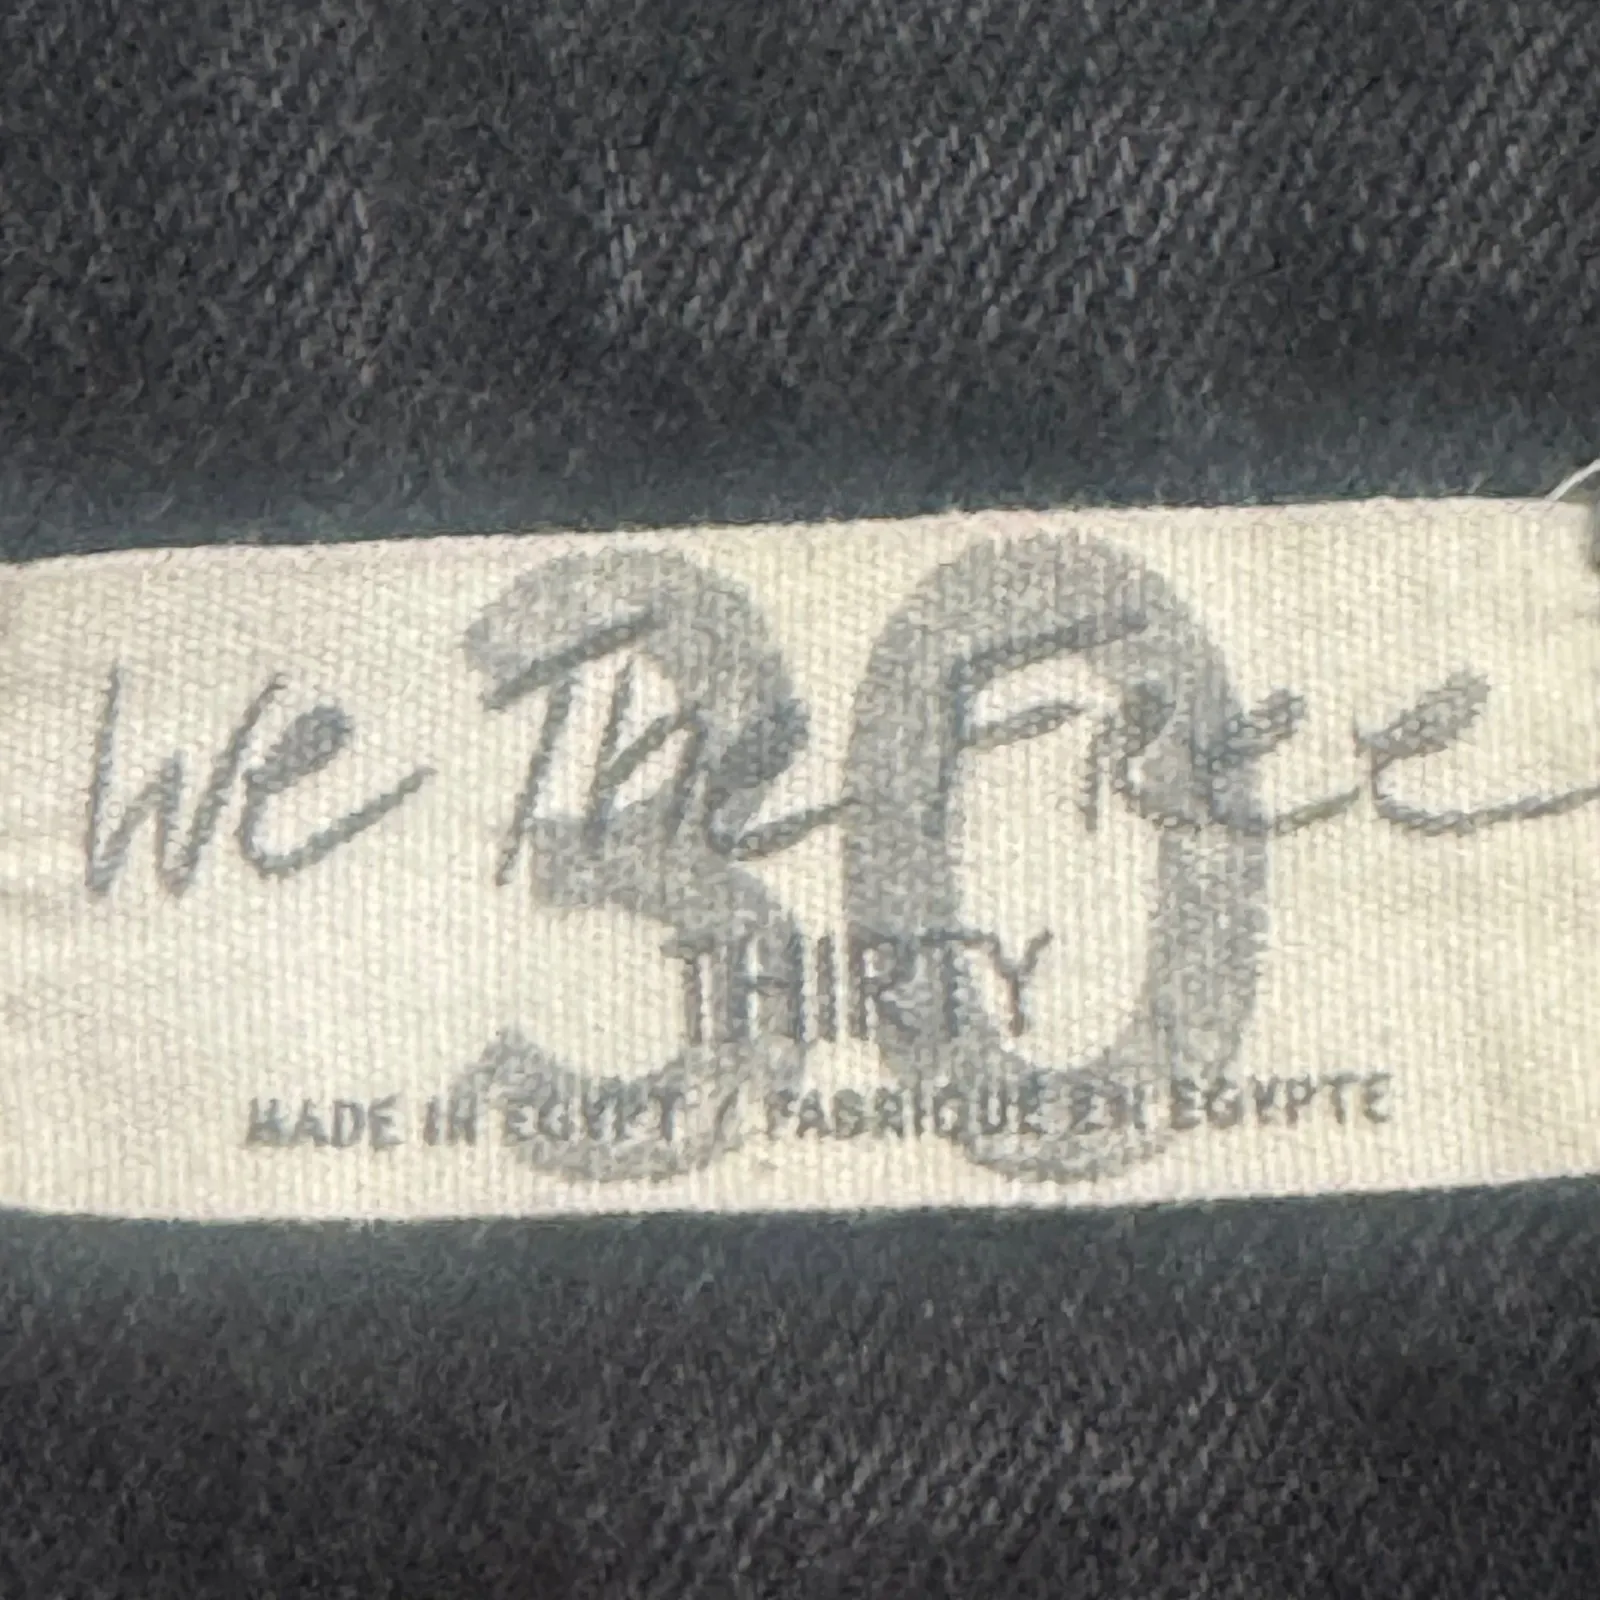 30
We The Free
THIRTY
MADE IN EGYPT / FABRIQUE EN EGYPTE